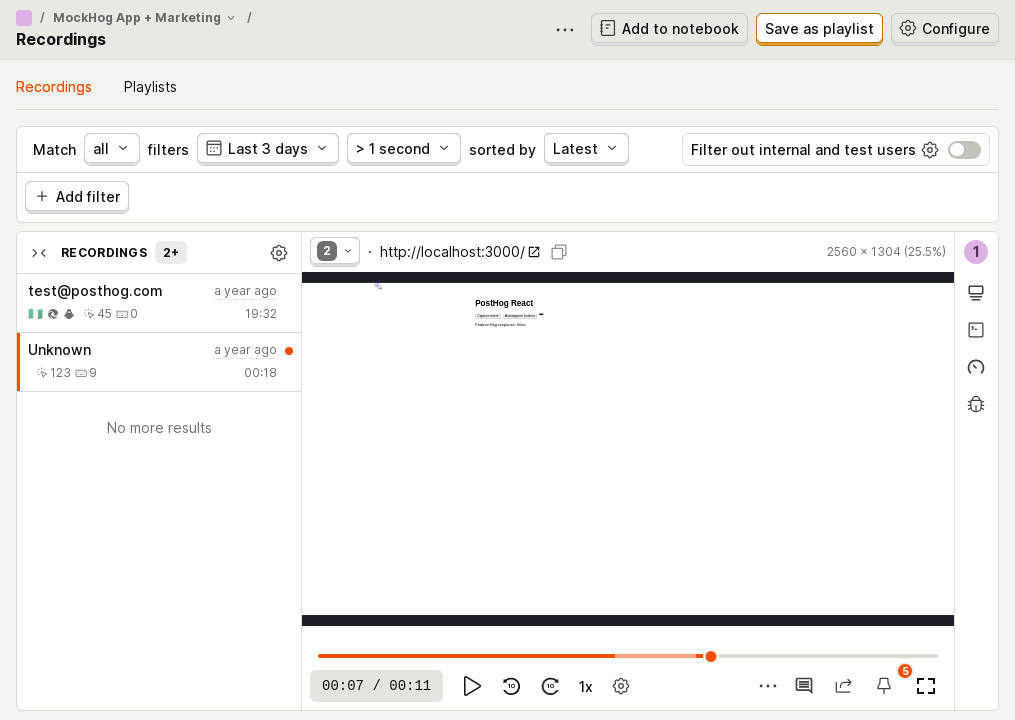 / MockHog App + Marketing /
Recordings
Add to notebook
Save as playlist
Configure
Recordings
Playlists
Match all filters Last 3 days > 1 second sorted by Latest
Filter out internal and test users
Add filter
RECORDINGS 2+
2 · http://localhost:3000/
2560 × 1304 (25.5%)
1
test@posthog.com a year ago
45 0 19:32
Unknown a year ago
123 9 00:18
No more results
PostHog React
Capture event Autocapture buttons
Feature flag response: false
00:07 / 00:11
10
10
1x
5